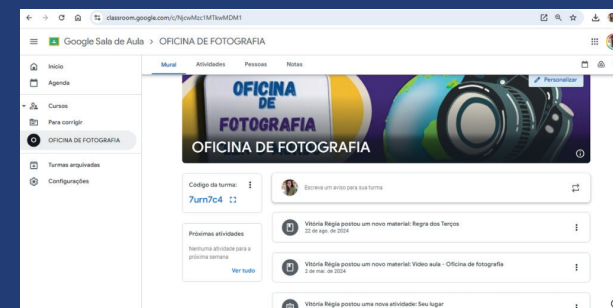 classroom.google.com/c/NjcwMzc1MTkwMDM1
Google Sala de Aula > OFICINA DE FOTOGRAFIA
Início
Agenda
Cursos
Para corrigir
O OFICINA DE FOTOGRAFIA
Turmas arquivadas
Configurações
Mural Atividades Pessoas Notas
Personalizar
OFICINA
DE
FOTOGRAFIA
OFICINA DE FOTOGRAFIA
Código da turma:
7urn7c4
Próximas atividades
Nenhuma atividade para a
próxima semana
Ver tudo
Escreva um aviso para sua turma
Vitória Régia postou um novo material: Regra dos Terços
22 de ago. de 2024
Vitória Régia postou um novo material: Vídeo aula - Oficina de fotografia
2 de mai. de 2024
Vitória Régia postou uma nova atividade: Seu lugar